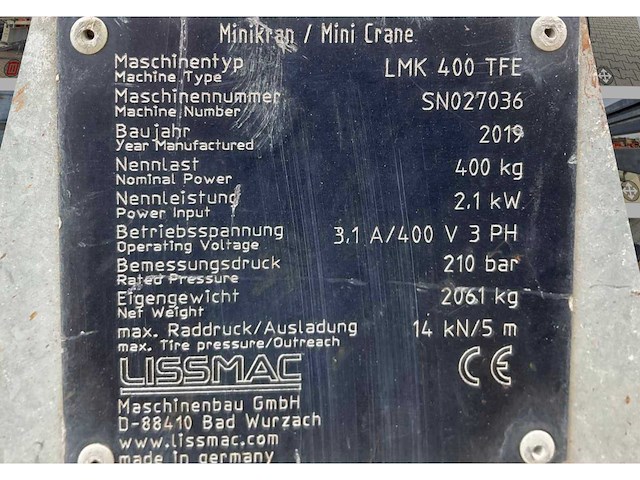 Minikran / Mini Crane
Maschinentyp LMK 400 TFE
Machine Type
Maschinennummer SN027036
Machine Number
Baujahr 2019
Year Manufactured
Nennlast 400 kg
Nominal Power
Nennleistung 2.1 kW
Power Input
Betriebsspannung 3.1 A/400 V 3 PH
Operating Voltage
Bemessungsdruck 210 bar
Rated Pressure
Eigengewicht 2061 kg
Net Weight
max. Raddruck/Ausladung 14 kN/5 m
max. Tire pressure/Outreach
LISSMAC CE
Maschinenbau GmbH
D-88410 Bad Wurzach
www.lissmac.com
made in germany